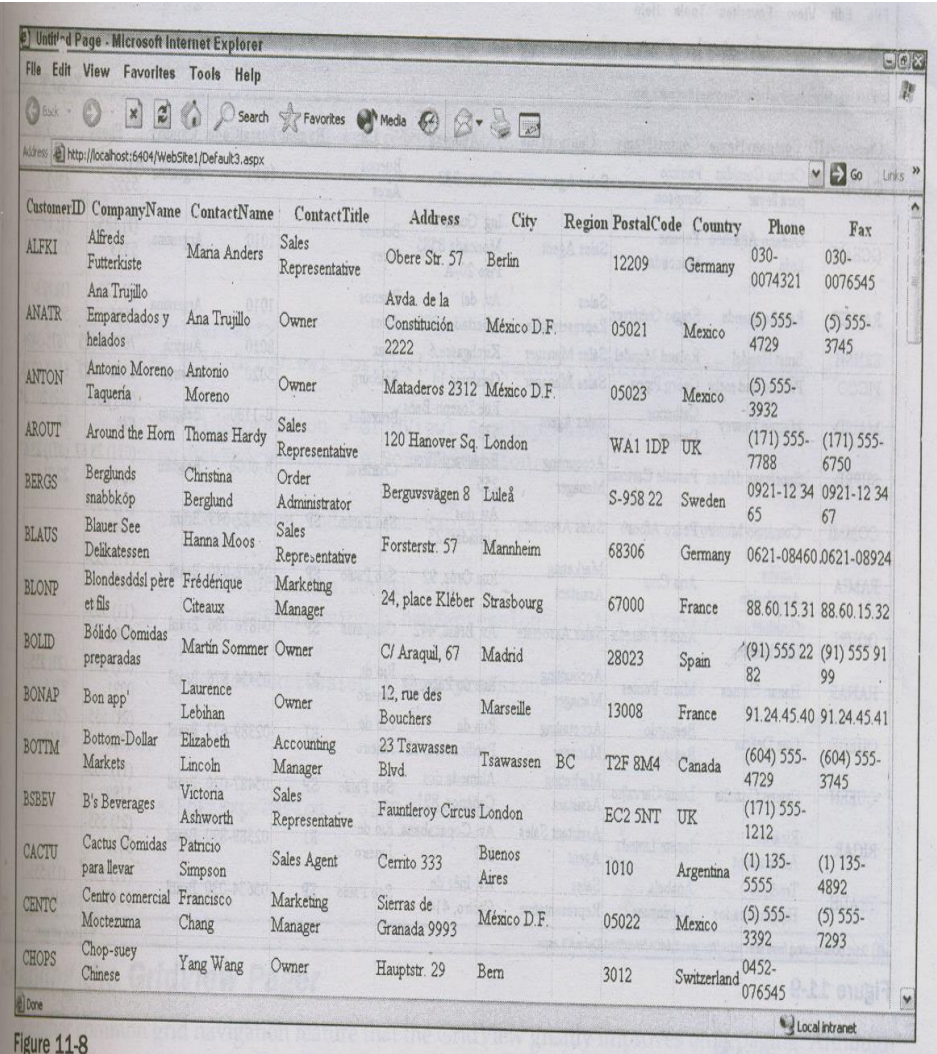 Untitled Page - Microsoft Internet Explorer
File Edit View Favorites Tools Help
Back Search Favorites Media
Address http://localhost:6404/WebSite1/Default3.aspx Go Links »
CustomerID CompanyName ContactName ContactTitle Address City Region PostalCode Country Phone Fax
ALFKI Alfreds Futterkiste Maria Anders Sales Representative Obere Str. 57 Berlin 12209 Germany 030-0074321 030-0076545
ANATR Ana Trujillo Emparedados y helados Ana Trujillo Owner Avda. de la Constitución 2222 México D.F. 05021 Mexico (5) 555-4729 (5) 555-3745
ANTON Antonio Moreno Taquería Antonio Moreno Owner Mataderos 2312 México D.F. 05023 Mexico (5) 555-3932
AROUT Around the Horn Thomas Hardy Sales Representative 120 Hanover Sq. London WA1 1DP UK (171) 555-7788 (171) 555-6750
BERGS Berglunds snabbköp Christina Berglund Order Administrator Berguvsvägen 8 Luleå S-958 22 Sweden 0921-12 34 65 0921-12 34 67
BLAUS Blauer See Delikatessen Hanna Moos Sales Representative Forsterstr. 57 Mannheim 68306 Germany 0621-08460 0621-08924
BLONP Blondesddsl père et fils Frédérique Citeaux Marketing Manager 24, place Kléber Strasbourg 67000 France 88.60.15.31 88.60.15.32
BOLID Bólido Comidas preparadas Martín Sommer Owner C/ Araquil, 67 Madrid 28023 Spain (91) 555 22 82 (91) 555 91 99
BONAP Bon app' Laurence Lebihan Owner 12, rue des Bouchers Marseille 13008 France 91.24.45.40 91.24.45.41
BOTTM Bottom-Dollar Markets Elizabeth Lincoln Accounting Manager 23 Tsawassen Blvd. Tsawassen BC T2F 8M4 Canada (604) 555-4729 (604) 555-3745
BSBEV B's Beverages Victoria Ashworth Sales Representative Fauntleroy Circus London EC2 5NT UK (171) 555-1212
CACTU Cactus Comidas para llevar Patricio Simpson Sales Agent Cerrito 333 Buenos Aires 1010 Argentina (1) 135-5555 (1) 135-4892
CENTC Centro comercial Moctezuma Francisco Chang Marketing Manager Sierras de Granada 9993 México D.F. 05022 Mexico (5) 555-3392 (5) 555-7293
CHOPS Chop-suey Chinese Yang Wang Owner Hauptstr. 29 Bern 3012 Switzerland 0452-076545
Done Local intranet
Figure 11-8